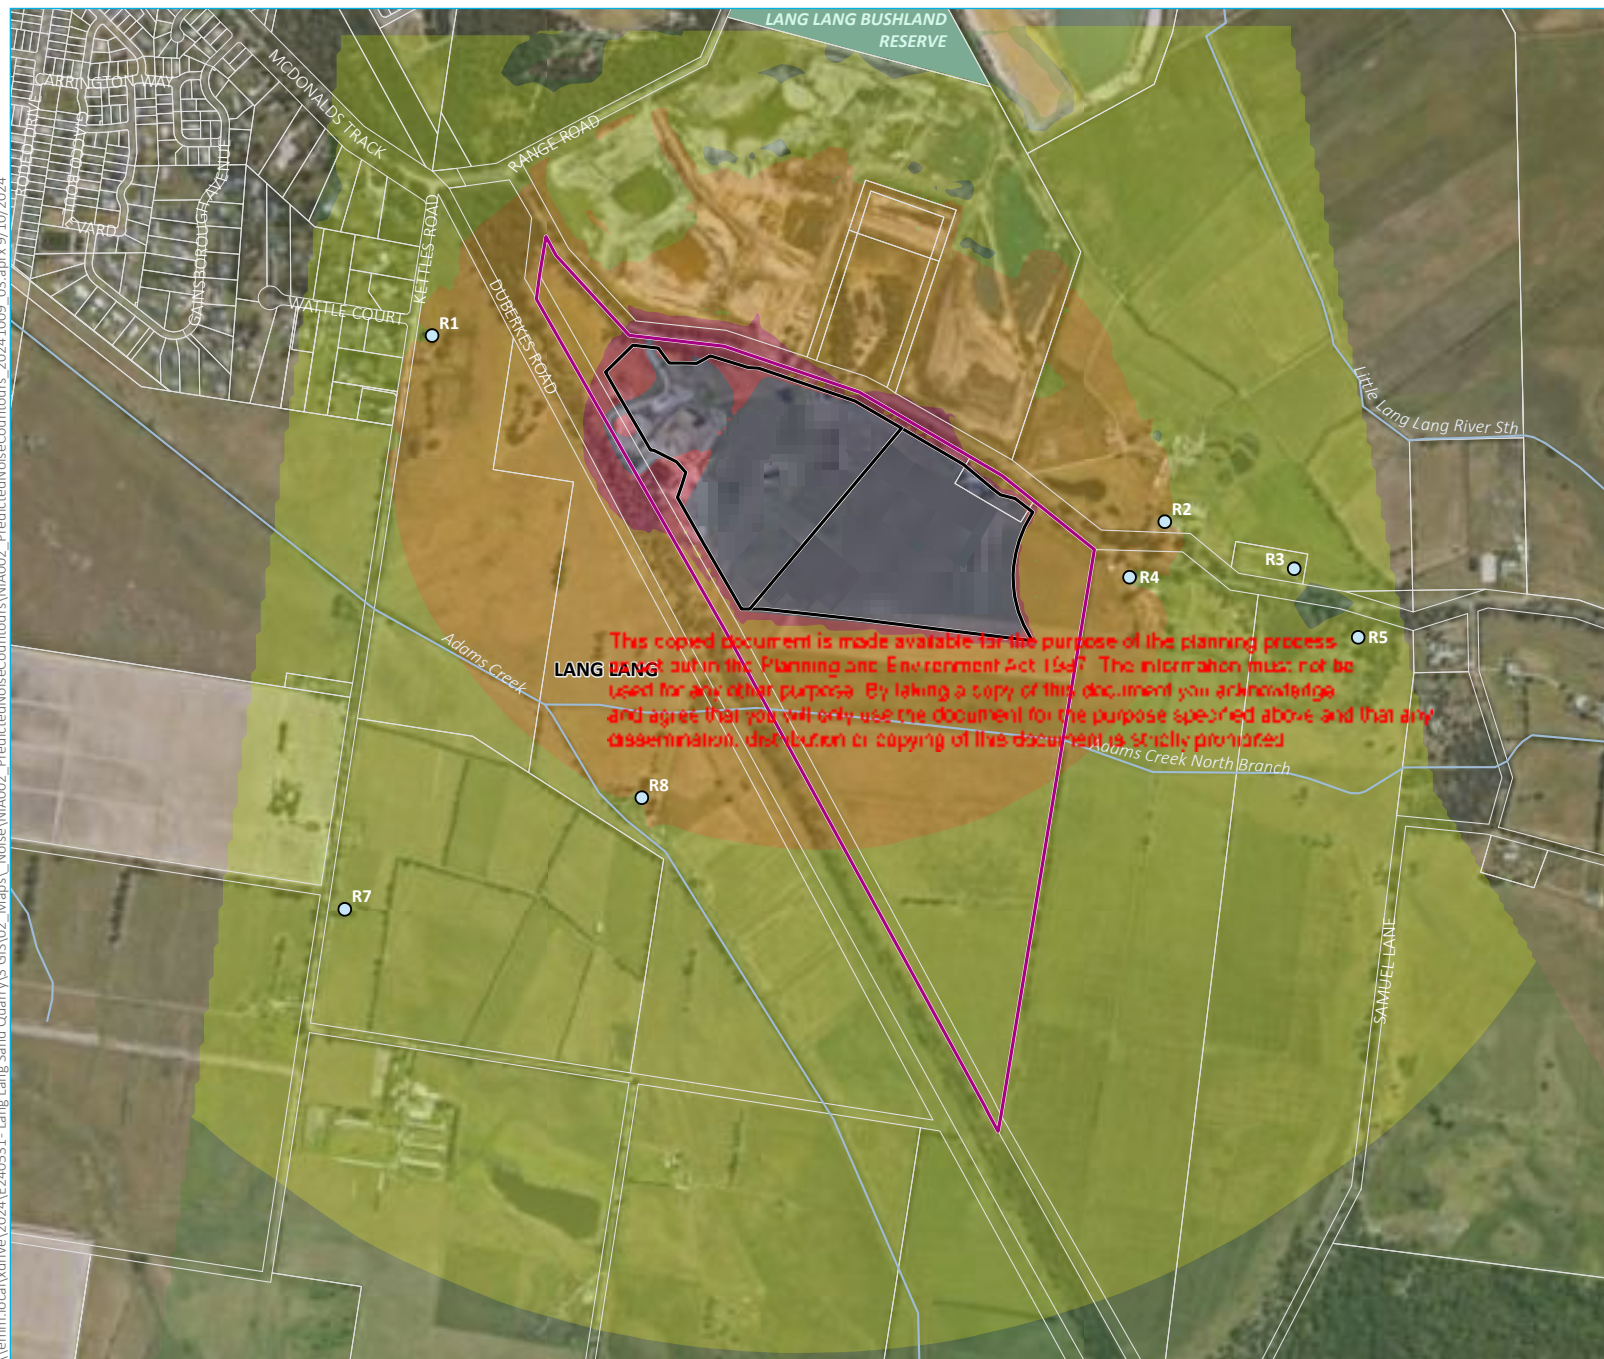 LANG LANG BUSHLAND
RESERVE
MCDONALDS TRACK
CARRINGTON WAY
RODEO DRIVE
GAINSBOROUGH AVENUE
RANGE ROAD
KETTLES ROAD
WATTLE COURT
DUBERKES ROAD
R1
Little Lang Lang River Sth
R2
R3
R4
R5
This copied document is made available for the purpose of the planning process
as set out in the Planning and Environment Act 1987. The information must not be
used for any other purpose. By taking a copy of this document you acknowledge
and agree that you will only use the document for the purpose specified above and that any
dissemination, distribution or copying of this document is strictly prohibited
LANG LANG
Adams Creek
Adams Creek North Branch
R8
R7
SAMUEL LANE